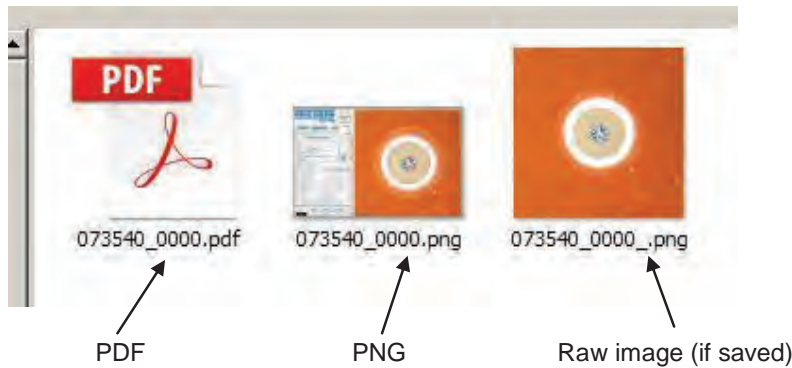 PDF
073540_0000.pdf
073540_0000.png
073540_0000_.png
PDF
PNG
Raw image (if saved)